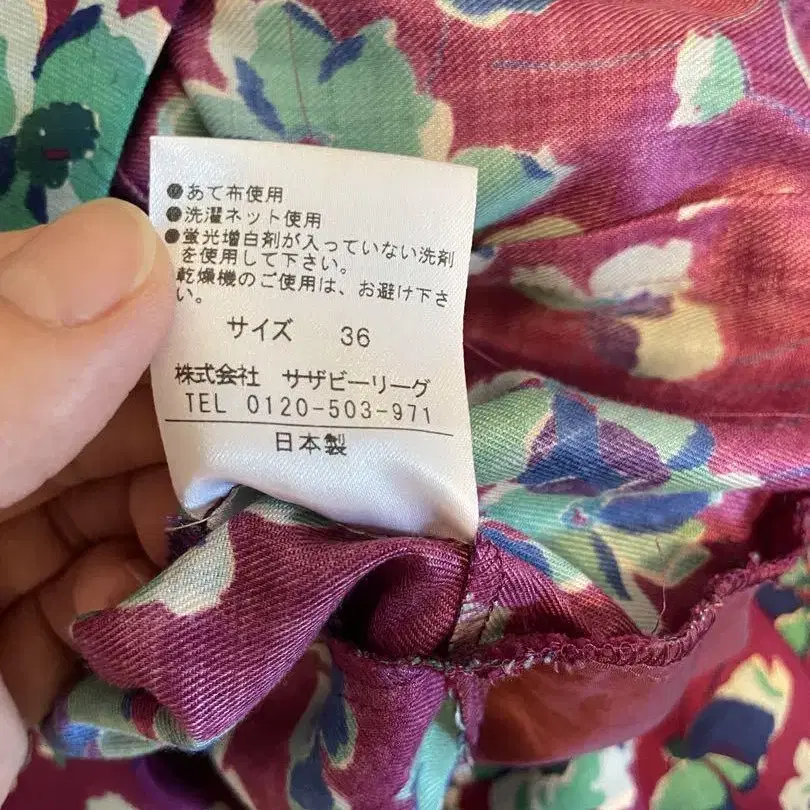 ●あて布使用
●洗濯ネット使用
●蛍光増白剤が入っていない洗剤
を使用して下さい。
乾燥機のご使用は、お避け下さ
い。
サイズ 36
株式会社 サザビーリーグ
TEL 0120-503-971
日本製